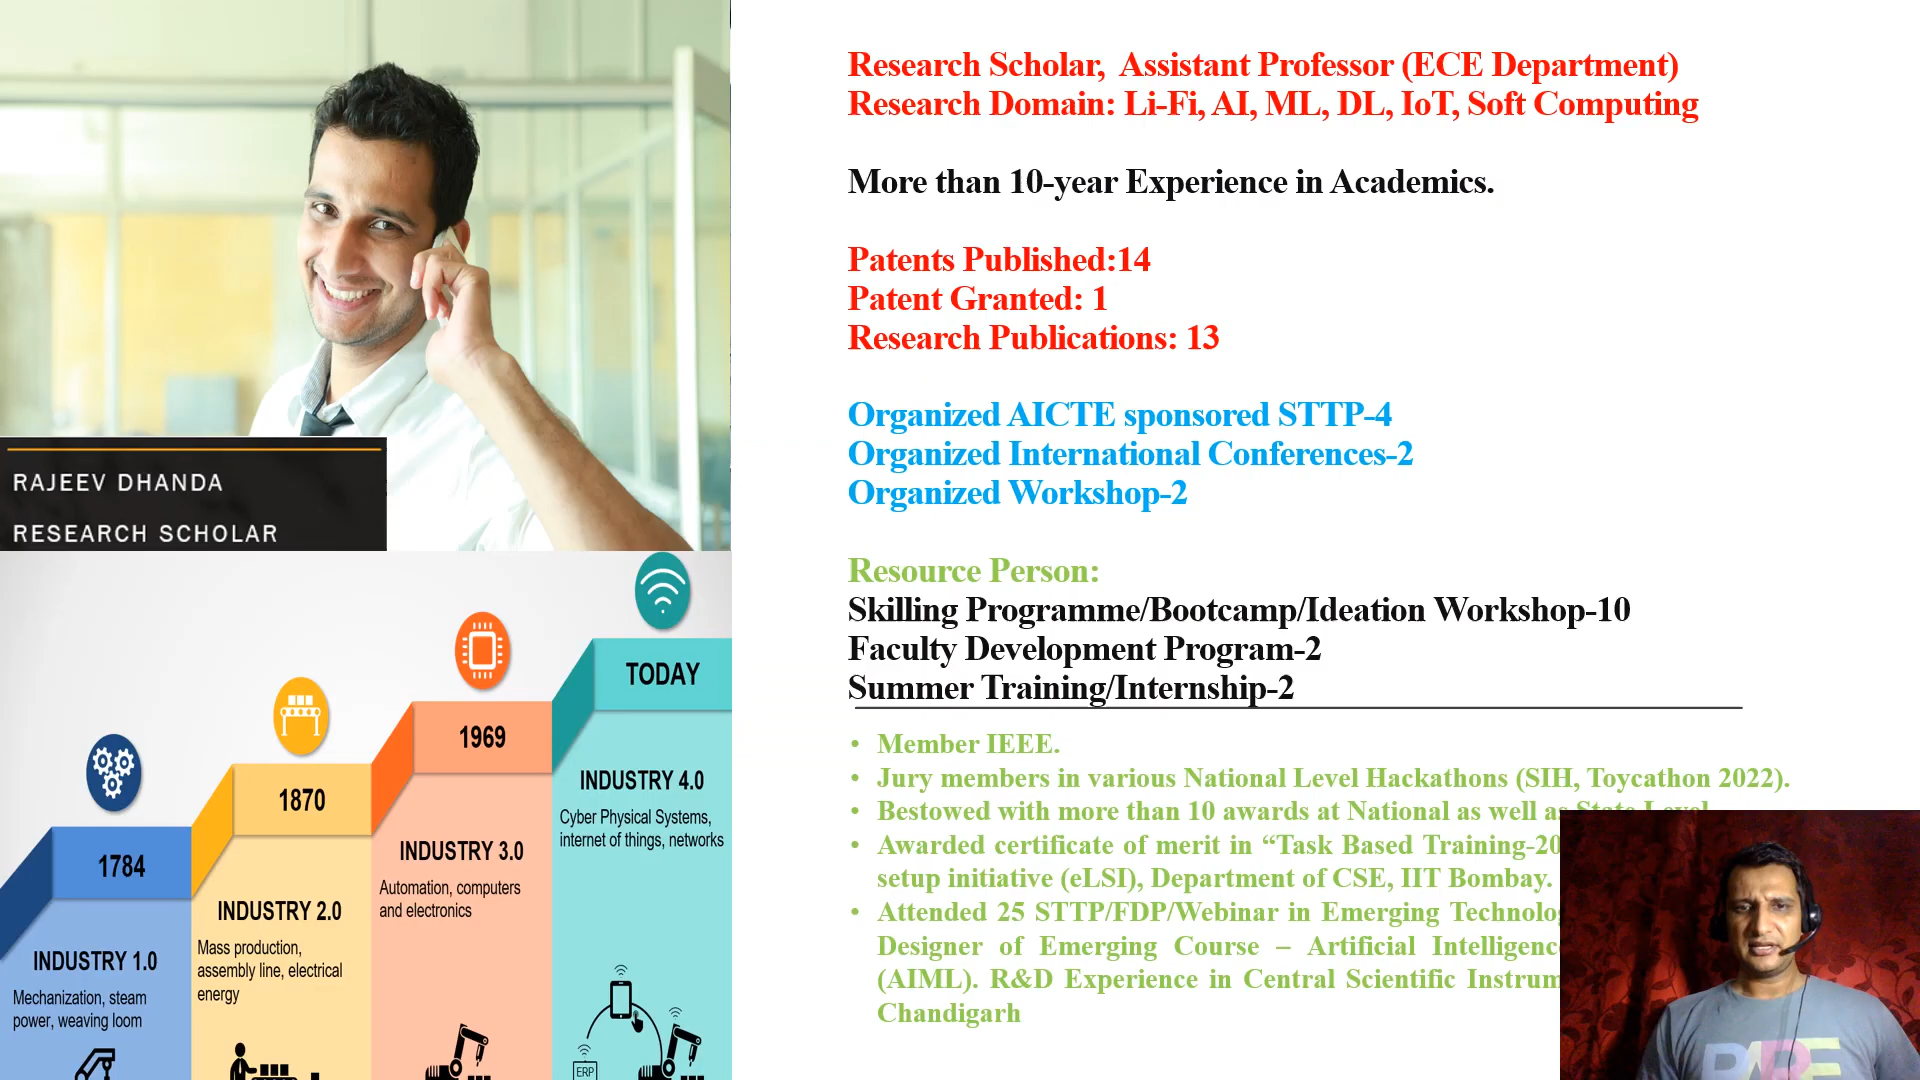 Research Scholar, Assistant Professor (ECE Department)
Research Domain: Li-Fi, AI, ML, DL, IoT, Soft Computing
More than 10-year Experience in Academics.
Patents Published:14
Patent Granted: 1
Research Publications: 13
Organized AICTE sponsored STTP-4
Organized International Conferences-2
Organized Workshop-2
Resource Person:
Skilling Programme/Bootcamp/Ideation Workshop-10
Faculty Development Program-2
Summer Training/Internship-2
• Member IEEE.
• Jury members in various National Level Hackathons (SIH, Toycathon 2022).
• Bestowed with more than 10 awards at National as well as State Level
• Awarded certificate of merit in “Task Based Training-20
setup initiative (eLSI), Department of CSE, IIT Bombay.
• Attended 25 STTP/FDP/Webinar in Emerging
Designer of Emerging Course – Artificial
(AIML). R&D Experience in Central Scientific
Chandigarh
RAJEEV DHANDA
RESEARCH SCHOLAR
1784
INDUSTRY 1.0
Mechanization, steam
power, weaving loom
1870
INDUSTRY 2.0
Mass production,
assembly line, electrical
energy
1969
INDUSTRY 3.0
Automation, computers
and electronics
TODAY
INDUSTRY 4.0
Cyber Physical Systems,
internet of things, networks
ERP